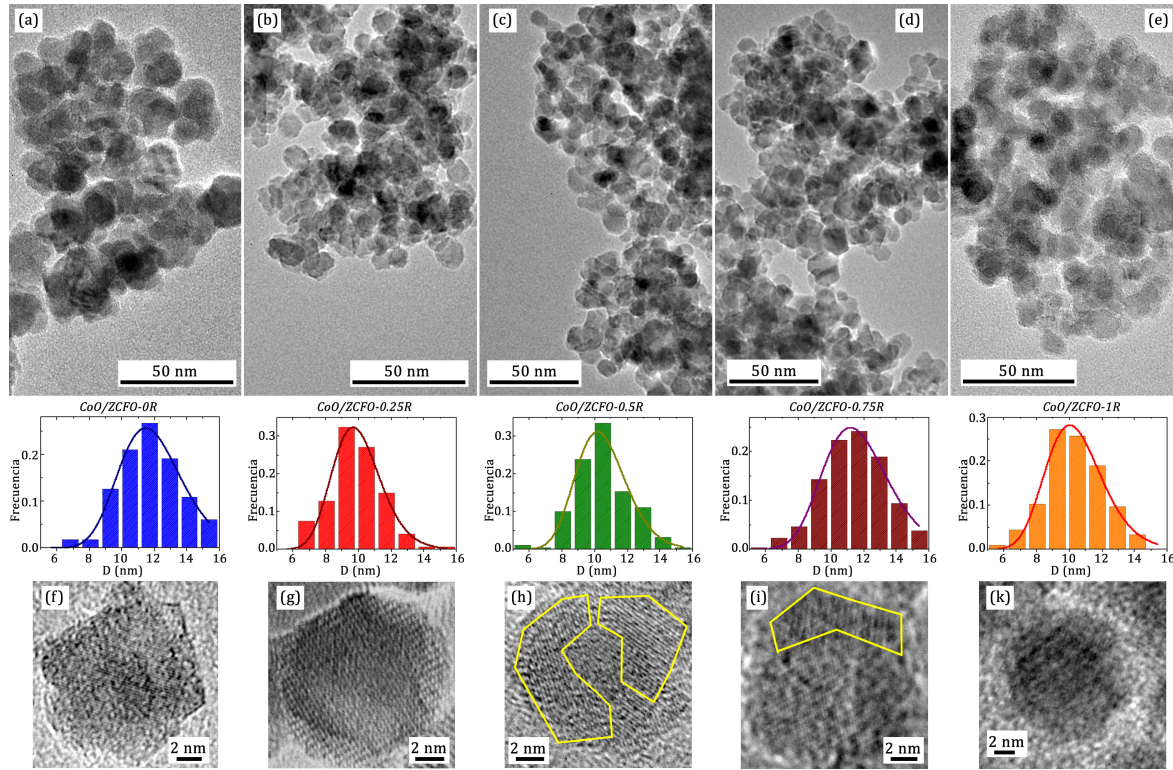 (a)
(b)
(c)
(d)
(e)
50 nm
50 nm
50 nm
50 nm
50 nm
CoO/ZCFO-0R
CoO/ZCFO-0.25R
CoO/ZCFO-0.5R
CoO/ZCFO-0.75R
CoO/ZCFO-1R
Frecuencia
0.2
0.1
0.0
6 8 10 12 14 16
D (nm)
Frecuencia
0.3
0.2
0.1
0.0
6 8 10 12 14 16
D (nm)
Frecuencia
0.3
0.2
0.1
0.0
6 8 10 12 14 16
D (nm)
Frecuencia
0.2
0.1
0.0
6 8 10 12 14 16
D (nm)
Frecuencia
0.3
0.2
0.1
0.0
6 8 10 12 14 16
D (nm)
(f)
(g)
(h)
(i)
(k)
2 nm
2 nm
2 nm
2 nm
2 nm